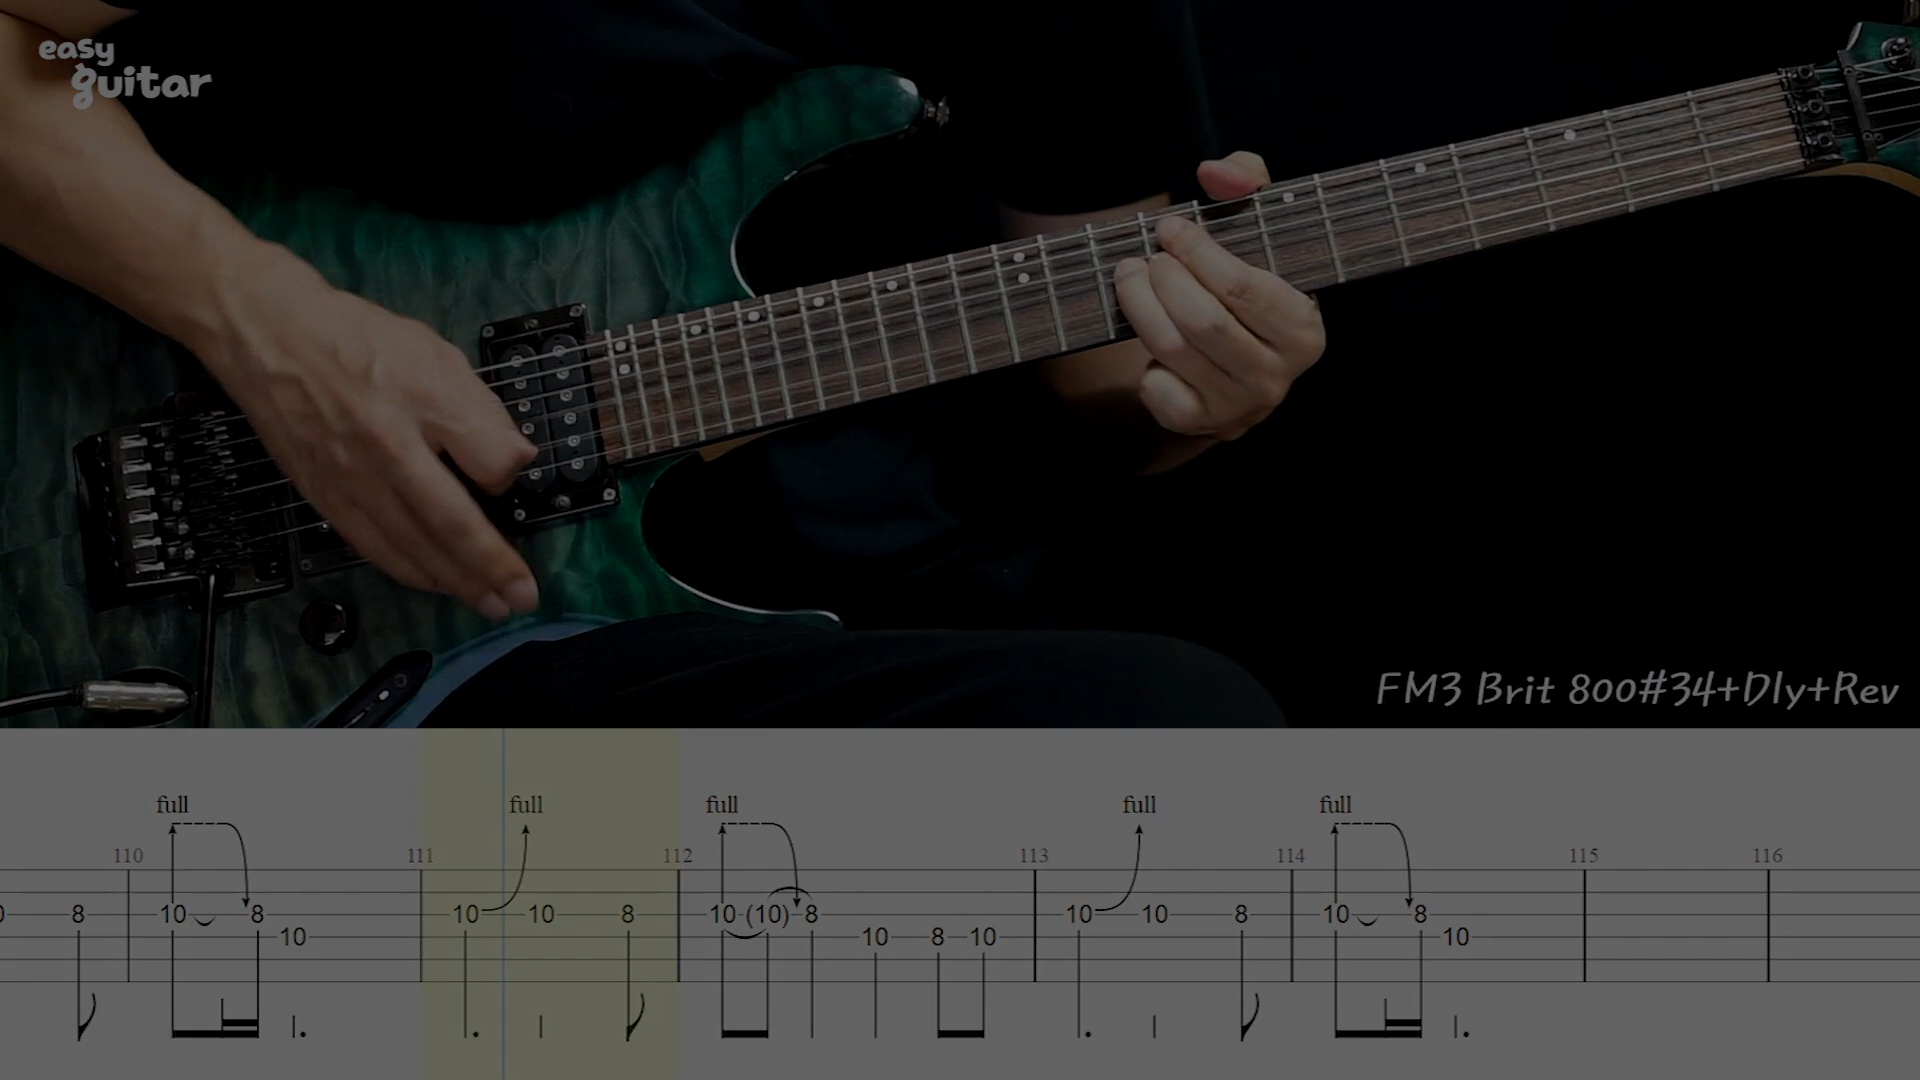 easy
guitar
FM3 Brit 800#34+Dly+Rev
full full full full full
110 111 112 113 114 115 116
8 10 8 10 10 8 10 (10) 8 10 10 8 10 8
10 10 8 10 10